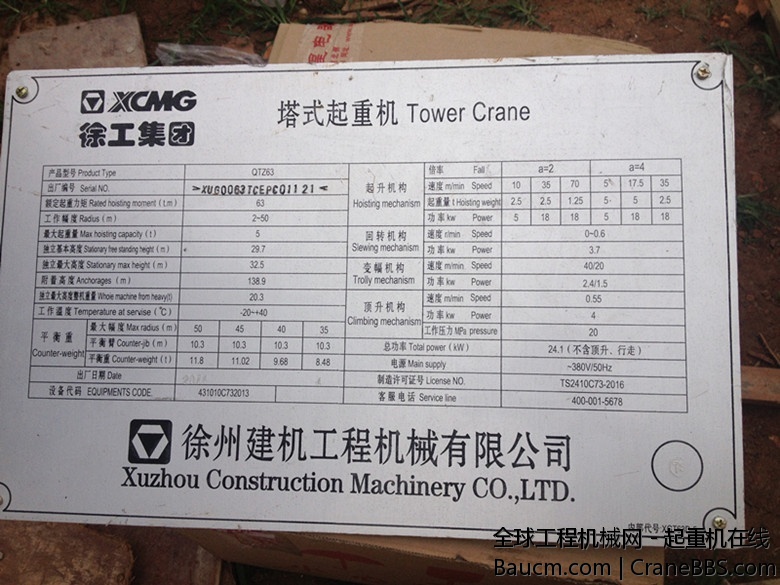 XCMG
徐工集团
塔式起重机 Tower Crane
产品型号 Product Type QTZ63
出厂编号 Serial NO.
额定起重力矩 Rated hoisting moment (t.m) 63
工作幅度 Radius (m) 2~50
最大起重量 Max hoisting capacity (t) 5
独立基本高度 Stationary free standing height (m) 29.7
独立最大高度 Stationary max height (m) 32.5
附着高度 Anchorages (m) 138.9
独立最大高度整机重量 Whole machine from heavy(t) 20.3
工作温度 Temperature at servise (℃) -20~+40
平衡重 Counter-weight
最大幅度 Max radius (m) 50 45 40 35
平衡臂 Counter-jib (m) 10.3 10.3 10.3 10.3
平衡重 Counter-weight (t) 11.8 11.02 9.68 8.48
出厂日期 Date
设备代码 EQUIPMENTS CODE. 431010C732013
起升机构 Hoisting mechanism
倍率 Fall a=2 a=4
速度 m/min Speed 10 35 70 5 17.5 35
起重量 t Hoisting weight 2.5 2.5 1.25 5 5 2.5
功率 kw Power 5 18 18 5 18 18
回转机构 Slewing mechanism
速度 r/min Speed 0~0.6
功率 kw Power 3.7
变幅机构 Trolly mechanism
速度 m/min Speed 40/20
功率 kw Power 2.4/1.5
顶升机构 Climbing mechanism
速度 m/min Speed 0.55
功率 kw Power 4
工作压力 MPa pressure 20
总功率 Total power (kW) 24.1 (不含顶升、行走)
电源 Main supply ~380V/50Hz
制造许可证号 License NO. TS2410C73-2016
客服电话 Service line 400-001-5678
徐州建机工程机械有限公司
Xuzhou Construction Machinery CO.,LTD.
全球工程机械网－起重机在线
Baucm.com | CraneBBS.com